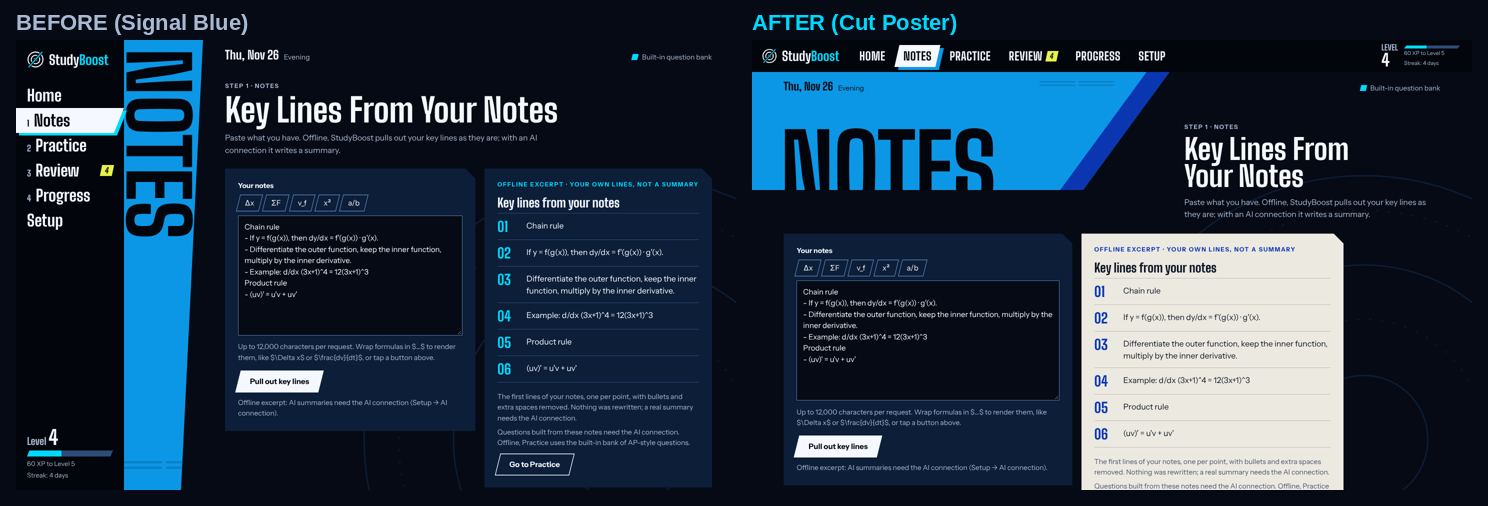 BEFORE (Signal Blue)
StudyBoost
Home
1 Notes
2 Practice
3 Review 4
4 Progress
Setup
Level 4
60 XP to Level 5
Streak: 4 days
NOTES
Thu, Nov 26 Evening
Built-in question bank
STEP 1 · NOTES
Key Lines From Your Notes
Paste what you have. Offline, StudyBoost pulls out your key lines as they are; with an AI
connection it writes a summary.
Your notes
Δx ΣF v_f x² a/b
Chain rule
- If y = f(g(x)), then dy/dx = f'(g(x)) · g'(x).
- Differentiate the outer function, keep the inner function,
multiply by the inner derivative.
- Example: d/dx (3x+1)^4 = 12(3x+1)^3
Product rule
- (uv)' = u'v + uv'
Up to 12,000 characters per request. Wrap formulas in $...$ to render
them, like $\Delta x$ or $\frac{dv}{dt}$, or tap a button above.
Pull out key lines
Offline excerpt: AI summaries need the AI connection (Setup → AI
connection).
OFFLINE EXCERPT · YOUR OWN LINES, NOT A SUMMARY
Key lines from your notes
01 Chain rule
02 If y = f(g(x)), then dy/dx = f'(g(x)) · g'(x).
03 Differentiate the outer function, keep the inner
function, multiply by the inner derivative.
04 Example: d/dx (3x+1)^4 = 12(3x+1)^3
05 Product rule
06 (uv)' = u'v + uv'
The first lines of your notes, one per point, with bullets and
extra spaces removed. Nothing was rewritten; a real summary
needs the AI connection.
Questions built from these notes need the AI connection.
Offline, Practice uses the built-in bank of AP-style questions.
Go to Practice
AFTER (Cut Poster)
StudyBoost HOME NOTES PRACTICE REVIEW 4 PROGRESS SETUP
LEVEL 4
60 XP to Level 5
Streak: 4 days
Thu, Nov 26 Evening
Built-in question bank
NOTES
STEP 1 · NOTES
Key Lines From
Your Notes
Paste what you have. Offline, StudyBoost pulls out your key lines as
they are; with an AI connection it writes a summary.
Your notes
Δx ΣF v_f x² a/b
Chain rule
- If y = f(g(x)), then dy/dx = f'(g(x)) · g'(x).
- Differentiate the outer function, keep the inner function, multiply by the
inner derivative.
- Example: d/dx (3x+1)^4 = 12(3x+1)^3
Product rule
- (uv)' = u'v + uv'
Up to 12,000 characters per request. Wrap formulas in $...$ to render them, like
$\Delta x$ or $\frac{dv}{dt}$, or tap a button above.
Pull out key lines
Offline excerpt: AI summaries need the AI connection (Setup → AI connection).
OFFLINE EXCERPT · YOUR OWN LINES, NOT A SUMMARY
Key lines from your notes
01 Chain rule
02 If y = f(g(x)), then dy/dx = f'(g(x)) · g'(x).
03 Differentiate the outer function, keep the inner function,
multiply by the inner derivative.
04 Example: d/dx (3x+1)^4 = 12(3x+1)^3
05 Product rule
06 (uv)' = u'v + uv'
The first lines of your notes, one per point, with bullets and extra spaces
removed. Nothing was rewritten; a real summary needs the AI connection.
Questions built from these notes need the AI connection. Offline, Practice